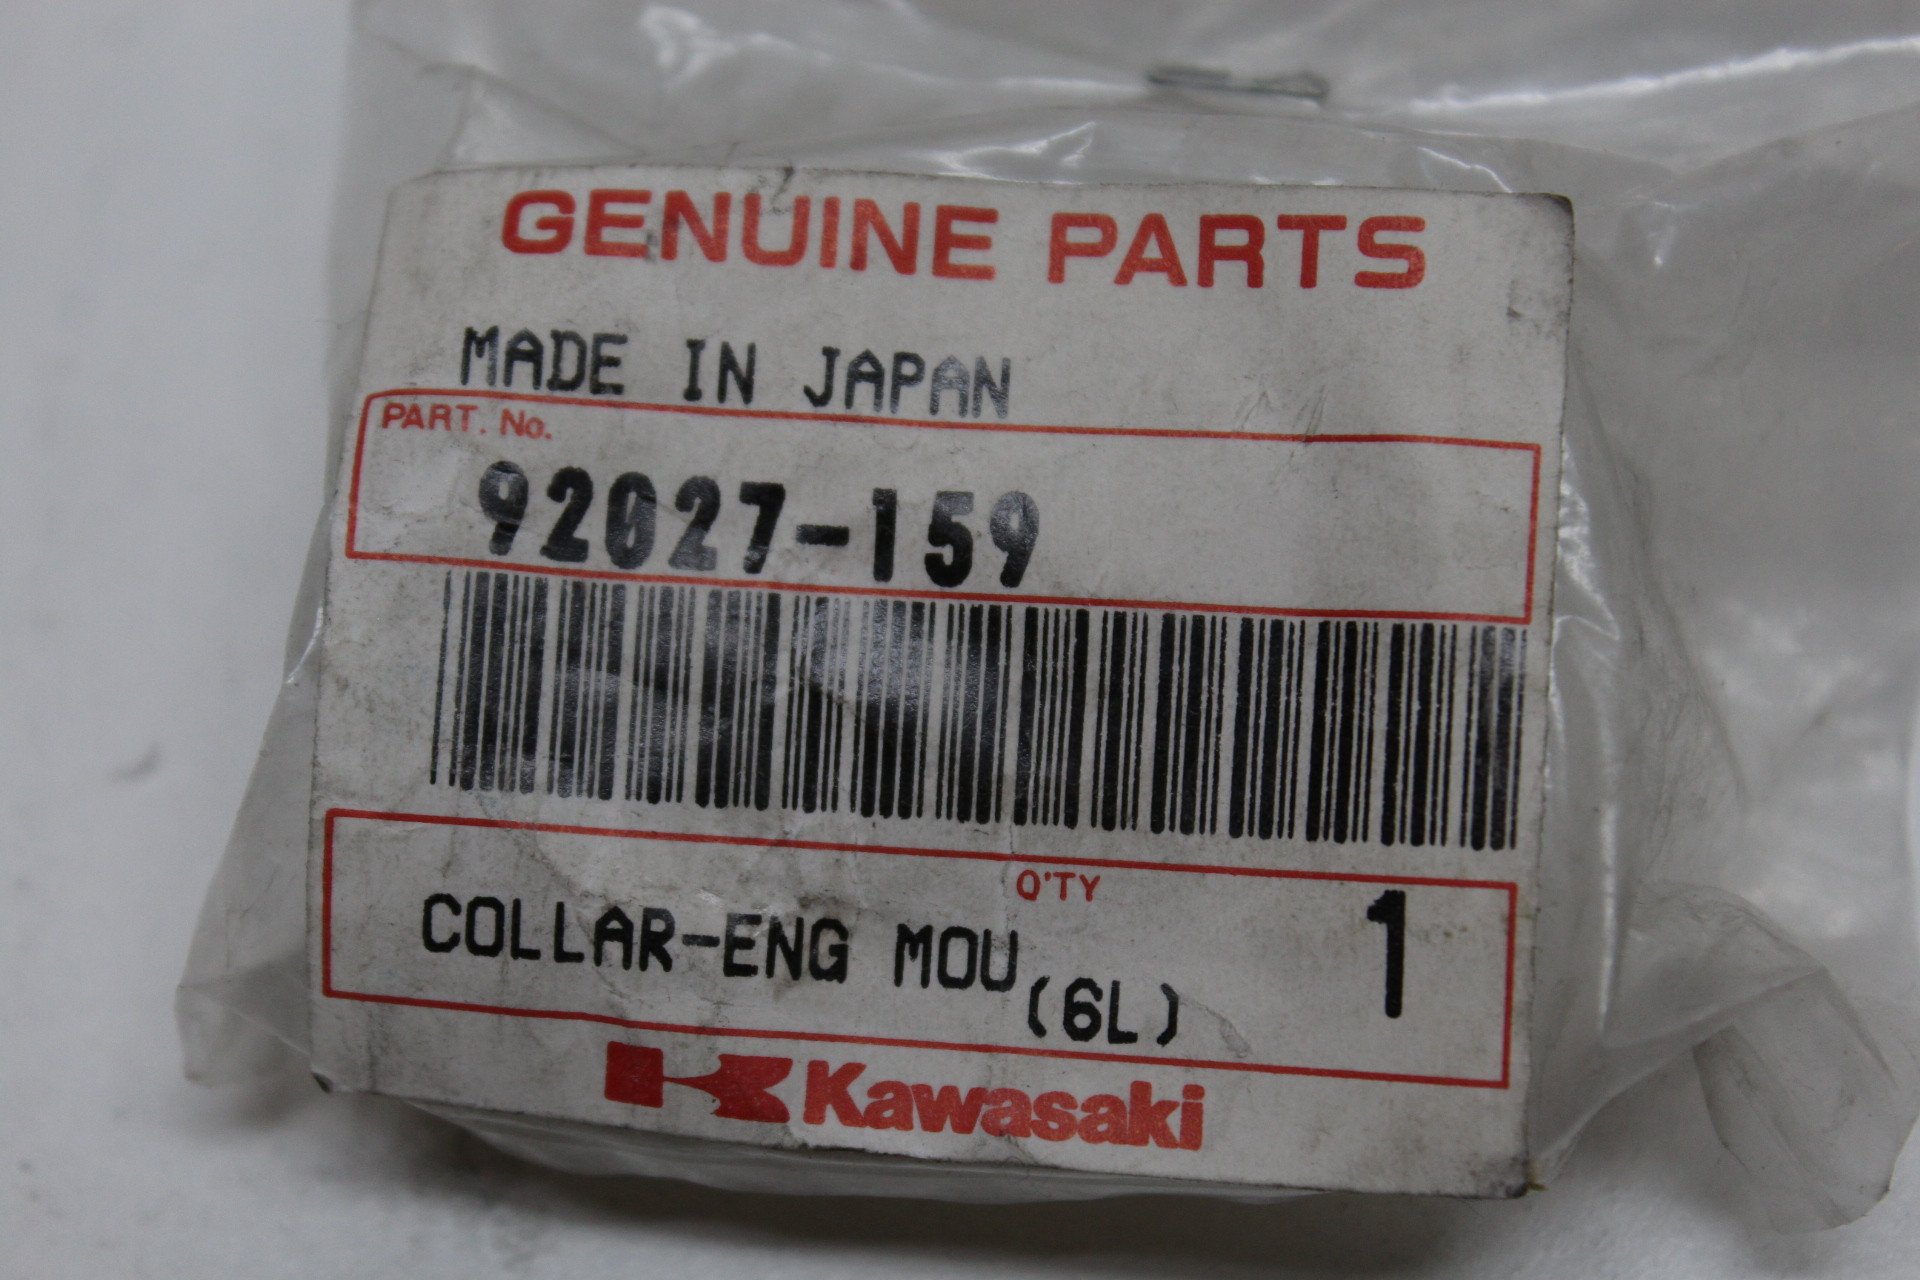 GENUINE PARTS
MADE IN JAPAN
PART. No.
92027-159
Q'TY
COLLAR-ENG MOU(6L) 1
Kawasaki